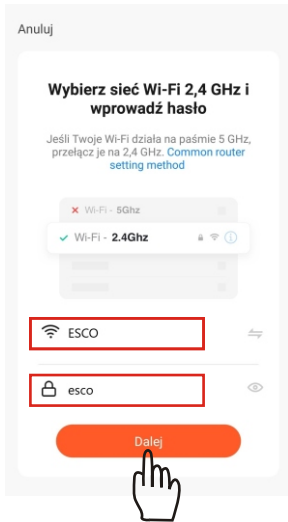 Anuluj
Wybierz sieć Wi-Fi 2,4 GHz i
wprowadź hasło
Jeśli Twoje Wi-Fi działa na paśmie 5 GHz,
przełącz je na 2,4 GHz. Common router
setting method
Wi-Fi - 5Ghz
Wi-Fi - 2.4Ghz
ESCO
esco
Dalej